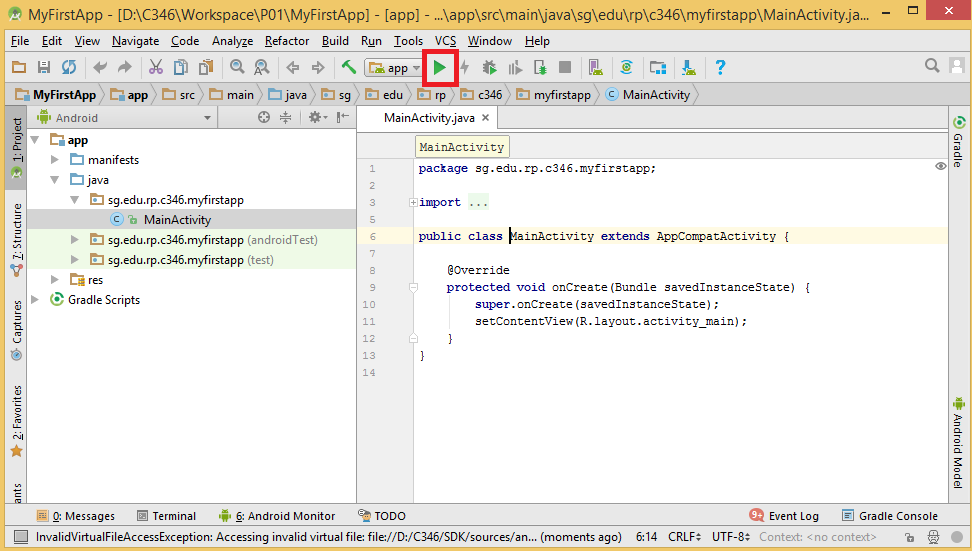 MyFirstApp - [D:\C346\Workspace\P01\MyFirstApp] - [app] - ...\app\src\main\java\sg\edu\rp\c346\myfirstapp\MainActivity.ja...
File Edit View Navigate Code Analyze Refactor Build Run Tools VCS Window Help
app
MyFirstApp app src main java sg edu rp c346 myfirstapp MainActivity
1: Project
7: Structure
Captures
2: Favorites
ants
Android
app
manifests
java
sg.edu.rp.c346.myfirstapp
MainActivity
sg.edu.rp.c346.myfirstapp (androidTest)
sg.edu.rp.c346.myfirstapp (test)
res
Gradle Scripts
MainActivity.java
MainActivity
1 package sg.edu.rp.c346.myfirstapp;
2
3 import ...
5
6 public class MainActivity extends AppCompatActivity {
7
8 @Override
9 protected void onCreate(Bundle savedInstanceState) {
10 super.onCreate(savedInstanceState);
11 setContentView(R.layout.activity_main);
12 }
13 }
14
Gradle
Android Model
0: Messages Terminal 6: Android Monitor TODO 9+ Event Log Gradle Console
InvalidVirtualFileAccessException: Accessing invalid virtual file: file://D:/C346/SDK/sources/an... (moments ago) 6:14 CRLF UTF-8 Context: <no context>